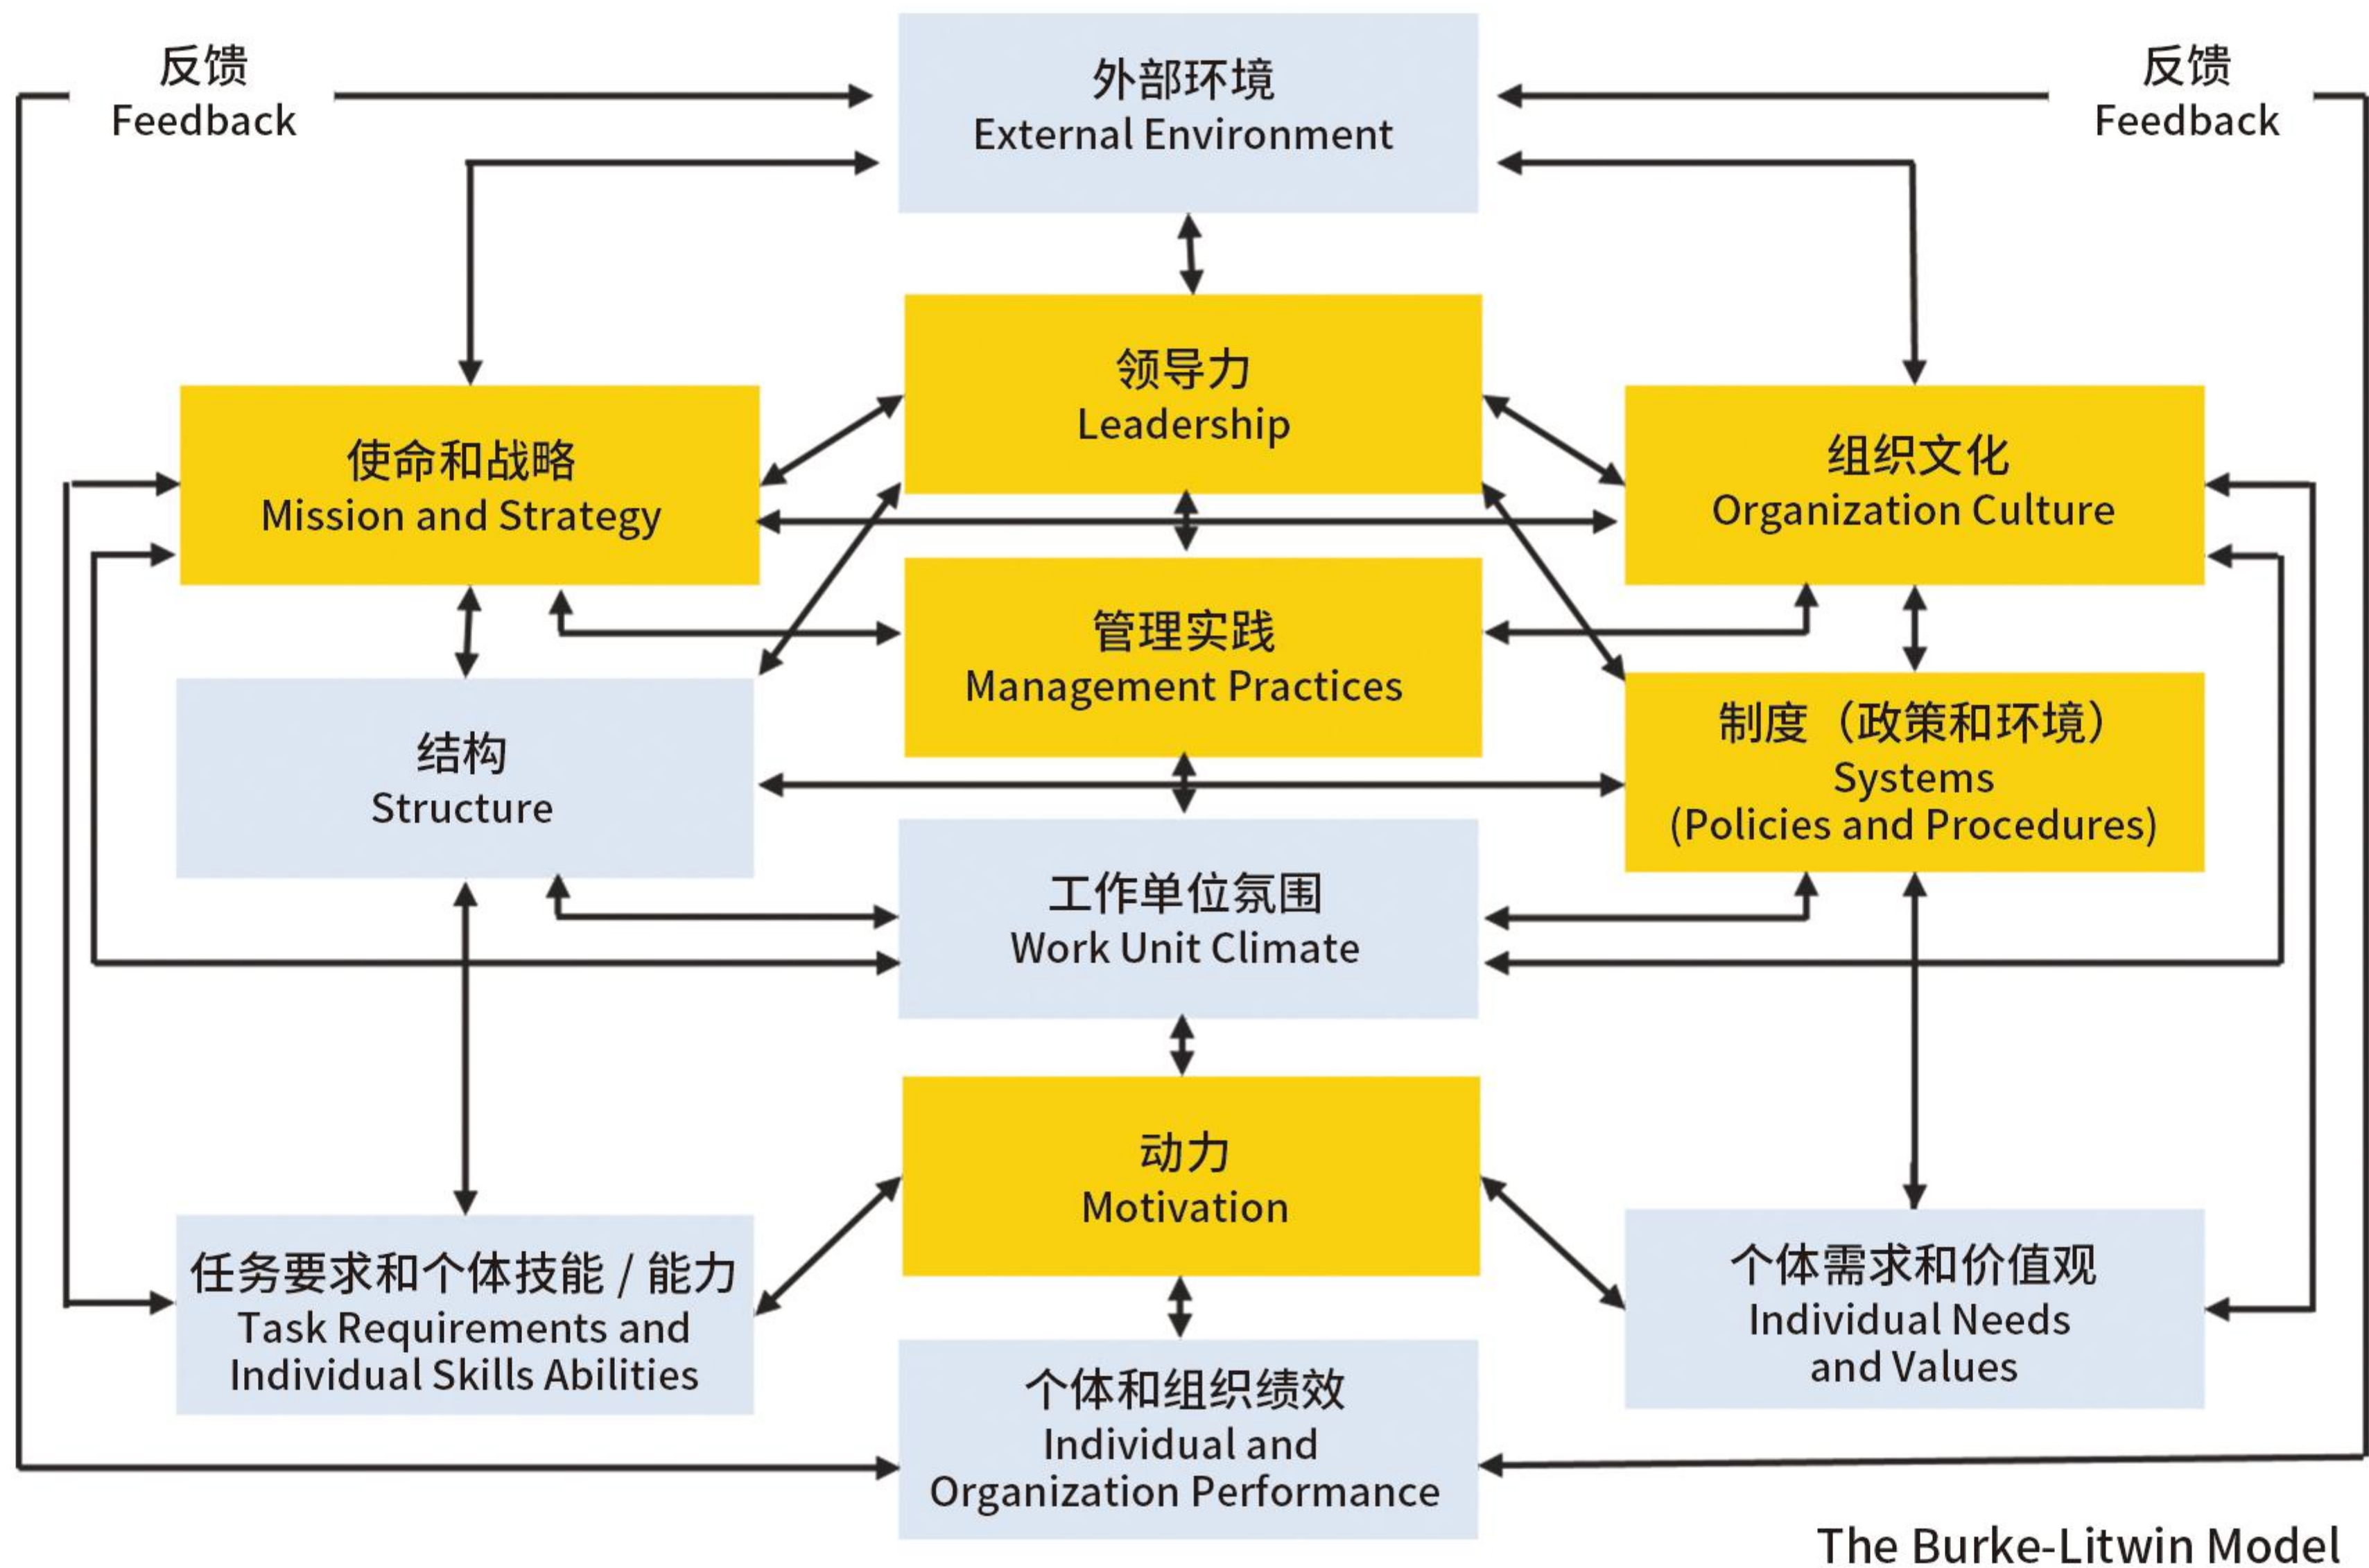 反馈
Feedback
外部环境
External Environment
反馈
Feedback
领导力
Leadership
使命和战略
Mission and Strategy
组织文化
Organization Culture
管理实践
Management Practices
结构
Structure
制度（政策和环境）
Systems
(Policies and Procedures)
工作单位氛围
Work Unit Climate
动力
Motivation
任务要求和个体技能 / 能力
Task Requirements and
Individual Skills Abilities
个体需求和价值观
Individual Needs
and Values
个体和组织绩效
Individual and
Organization Performance
The Burke-Litwin Model